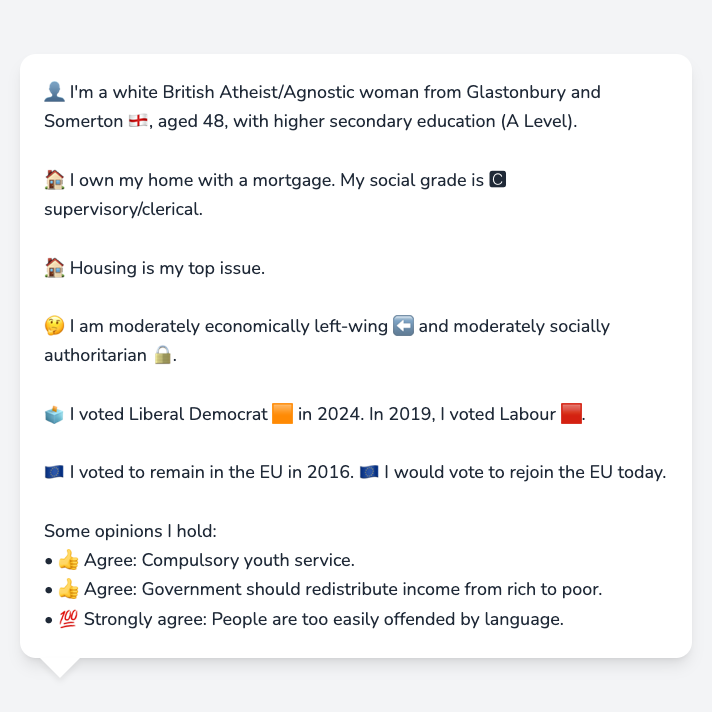 👤 I'm a white British Atheist/Agnostic woman from Glastonbury and
Somerton 🏴󠁧󠁢󠁥󠁮󠁧󠁿, aged 48, with higher secondary education (A Level).
🏠 I own my home with a mortgage. My social grade is 🅲
supervisory/clerical.
🏠 Housing is my top issue.
🤔 I am moderately economically left-wing ⬅️ and moderately socially
authoritarian 🔒.
🗳️ I voted Liberal Democrat 🟧 in 2024. In 2019, I voted Labour 🟥.
🇪🇺 I voted to remain in the EU in 2016. 🇪🇺 I would vote to rejoin the EU today.
Some opinions I hold:
• 👍 Agree: Compulsory youth service.
• 👍 Agree: Government should redistribute income from rich to poor.
• 💯 Strongly agree: People are too easily offended by language.